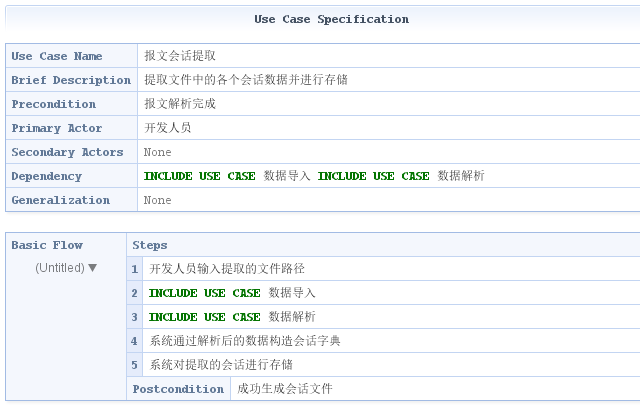 Use Case Specification
Use Case Name 报文会话提取
Brief Description 提取文件中的各个会话数据并进行存储
Precondition 报文解析完成
Primary Actor 开发人员
Secondary Actors None
Dependency INCLUDE USE CASE 数据导入 INCLUDE USE CASE 数据解析
Generalization None
Basic Flow Steps
(Untitled) ▼
1 开发人员输入提取的文件路径
2 INCLUDE USE CASE 数据导入
3 INCLUDE USE CASE 数据解析
4 系统通过解析后的数据构造会话字典
5 系统对提取的会话进行存储
Postcondition 成功生成会话文件